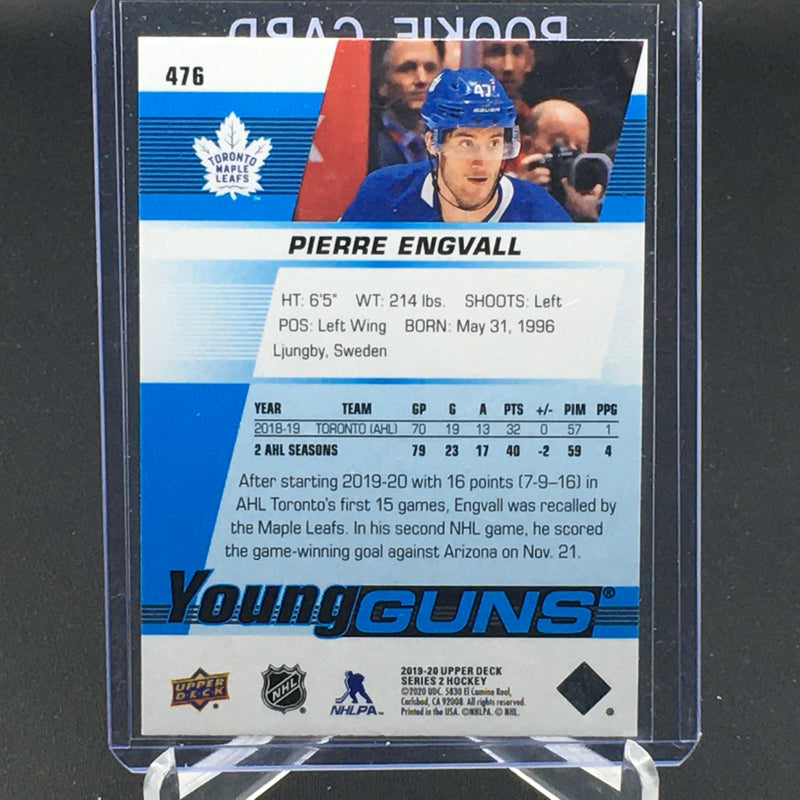 ROOKIE CARD
476
TORONTO
MAPLE
LEAFS
™
47
BAUER
PIERRE ENGVALL
HT: 6'5" WT: 214 lbs. SHOOTS: Left
POS: Left Wing BORN: May 31, 1996
Ljungby, Sweden
YEAR TEAM GP G A PTS +/- PIM PPG
2018-19 TORONTO (AHL) 70 19 13 32 0 57 1
2 AHL SEASONS 79 23 17 40 -2 59 4
After starting 2019-20 with 16 points (7-9–16) in
AHL Toronto's first 15 games, Engvall was recalled by
the Maple Leafs. In his second NHL game, he scored
the game-winning goal against Arizona on Nov. 21.
Young GUNS®
UPPER
DECK
NHL
NHLPA
2019-20 UPPER DECK
SERIES 2 HOCKEY
©2020 UDC. 5830 El Camino Real,
Carlsbad, CA 92008. All rights reserved.
Printed in the USA. ©NHLPA. © NHL.